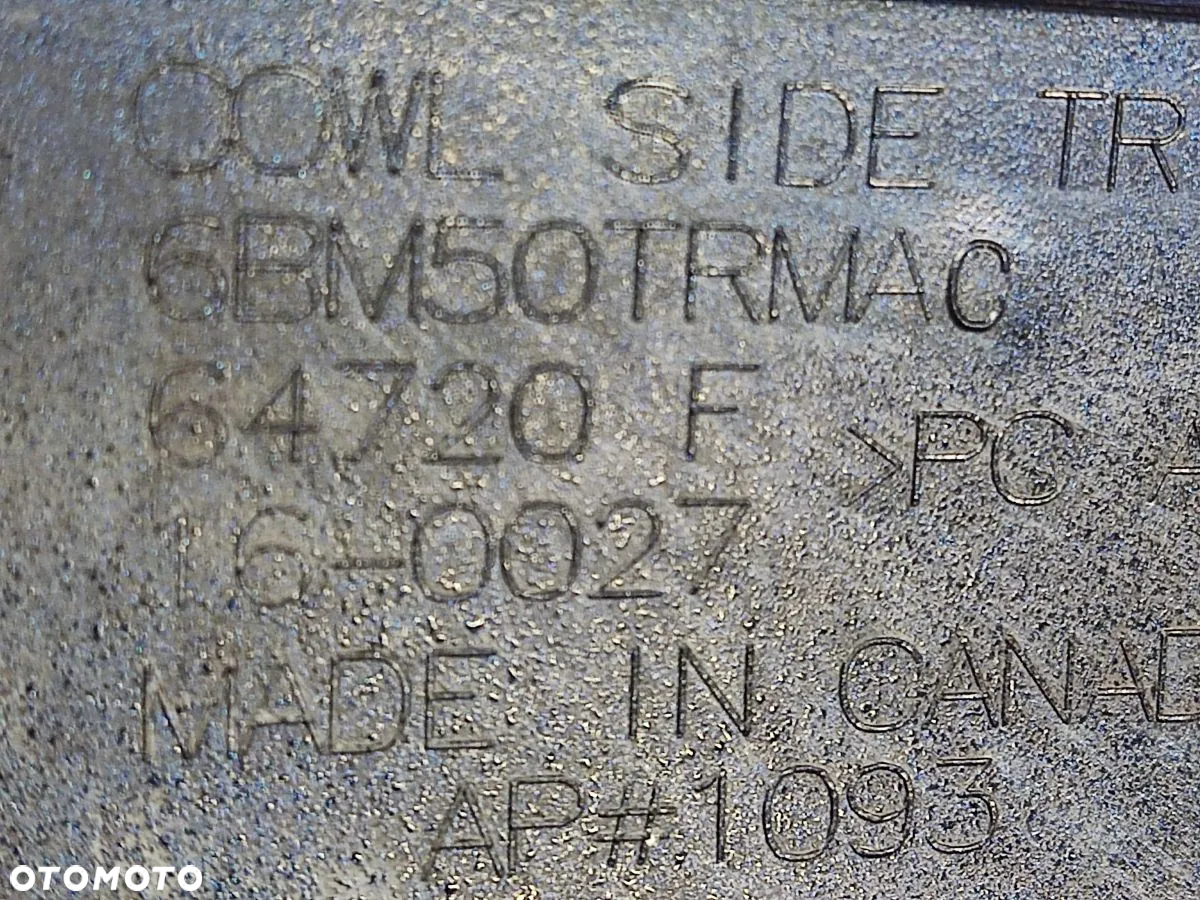 COWL SIDE TR
6BM50TRMAC
64720 F
>PC A
16-0027
MADE IN CANAD
AP#1093
OTOMOTO